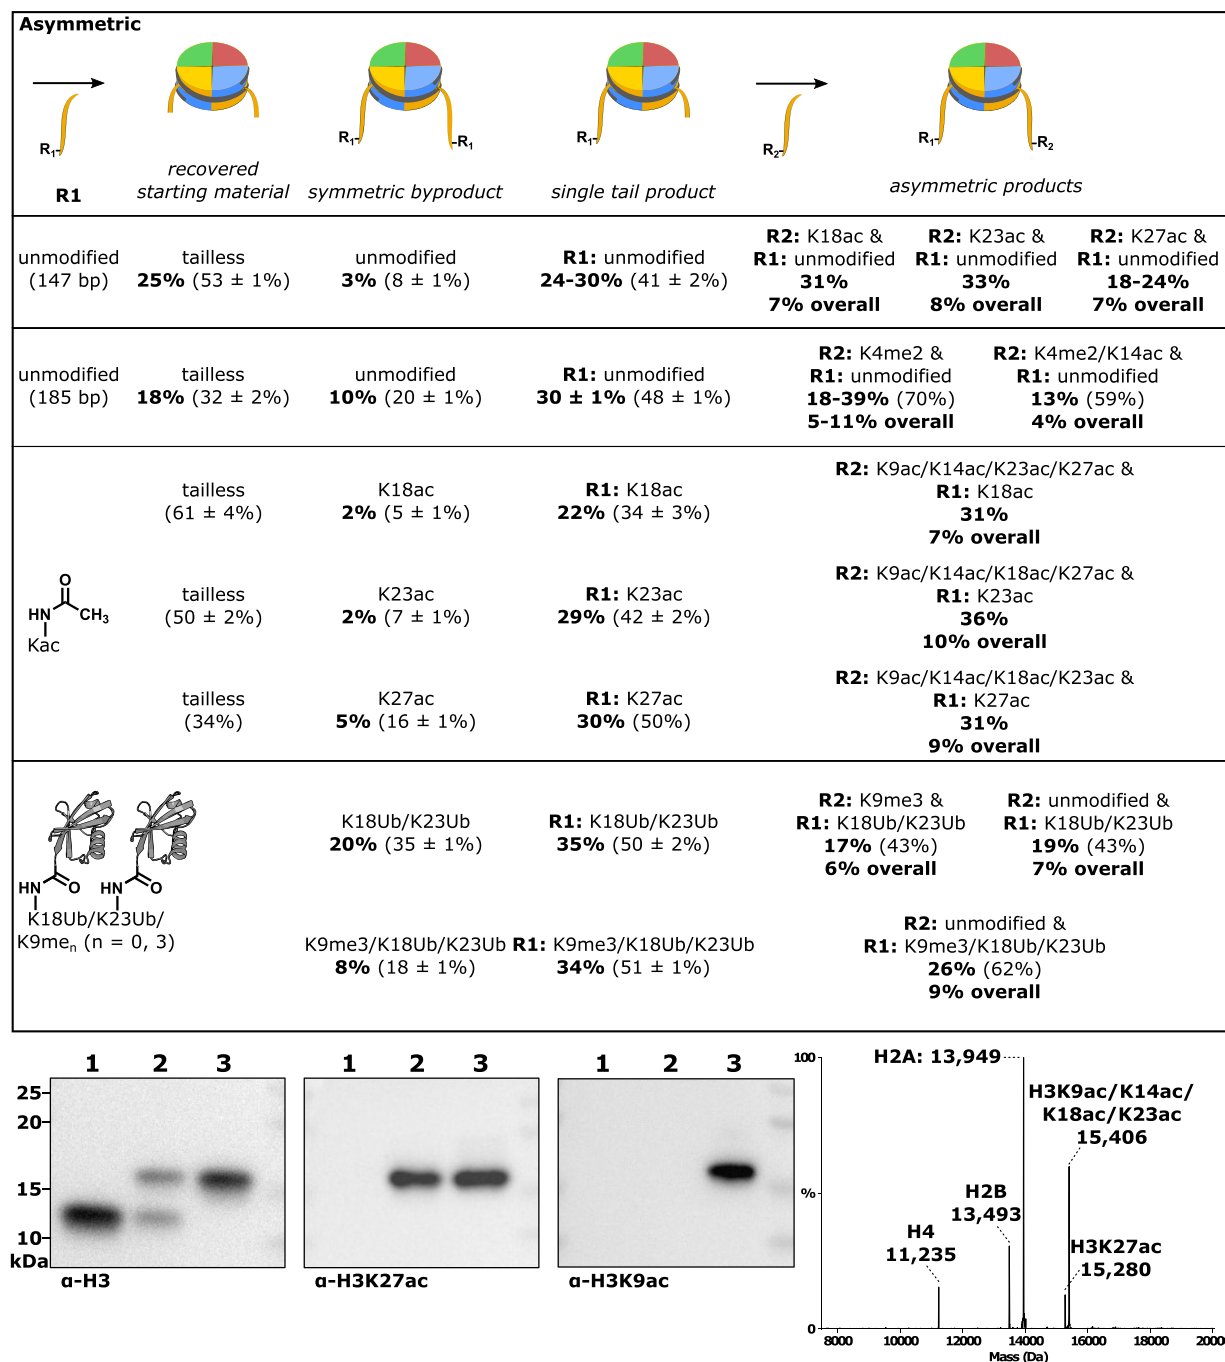 Asymmetric
R1-
R1-
-R1
R1-
R2-
R1-
-R2
R1
recovered
starting material
symmetric byproduct
single tail product
asymmetric products
unmodified
(147 bp)
tailless
25% (53 ± 1%)
unmodified
3% (8 ± 1%)
R1: unmodified
24-30% (41 ± 2%)
R2: K18ac &
R1: unmodified
31%
7% overall
R2: K23ac &
R1: unmodified
33%
8% overall
R2: K27ac &
R1: unmodified
18-24%
7% overall
unmodified
(185 bp)
tailless
18% (32 ± 2%)
unmodified
10% (20 ± 1%)
R1: unmodified
30 ± 1% (48 ± 1%)
R2: K4me2 &
R1: unmodified
18-39% (70%)
5-11% overall
R2: K4me2/K14ac &
R1: unmodified
13% (59%)
4% overall
O
HN
CH3
Kac
tailless
(61 ± 4%)
K18ac
2% (5 ± 1%)
R1: K18ac
22% (34 ± 3%)
R2: K9ac/K14ac/K23ac/K27ac &
R1: K18ac
31%
7% overall
tailless
(50 ± 2%)
K23ac
2% (7 ± 1%)
R1: K23ac
29% (42 ± 2%)
R2: K9ac/K14ac/K18ac/K27ac &
R1: K23ac
36%
10% overall
tailless
(34%)
K27ac
5% (16 ± 1%)
R1: K27ac
30% (50%)
R2: K9ac/K14ac/K18ac/K23ac &
R1: K27ac
31%
9% overall
HN O HN O
K18Ub/K23Ub/
K9meₙ (n = 0, 3)
K18Ub/K23Ub
20% (35 ± 1%)
R1: K18Ub/K23Ub
35% (50 ± 2%)
R2: K9me3 &
R1: K18Ub/K23Ub
17% (43%)
6% overall
R2: unmodified &
R1: K18Ub/K23Ub
19% (43%)
7% overall
K9me3/K18Ub/K23Ub
8% (18 ± 1%)
R1: K9me3/K18Ub/K23Ub
34% (51 ± 1%)
R2: unmodified &
R1: K9me3/K18Ub/K23Ub
26% (62%)
9% overall
1 2 3
25
20
15
10
kDa
α-H3
1 2 3
α-H3K27ac
1 2 3
α-H3K9ac
100
%
0
H2A: 13,949
H3K9ac/K14ac/
K18ac/K23ac
15,406
H2B
13,493
H4
11,235
H3K27ac
15,280
8000 10000 12000 14000 16000 18000 2000
Mass (Da)